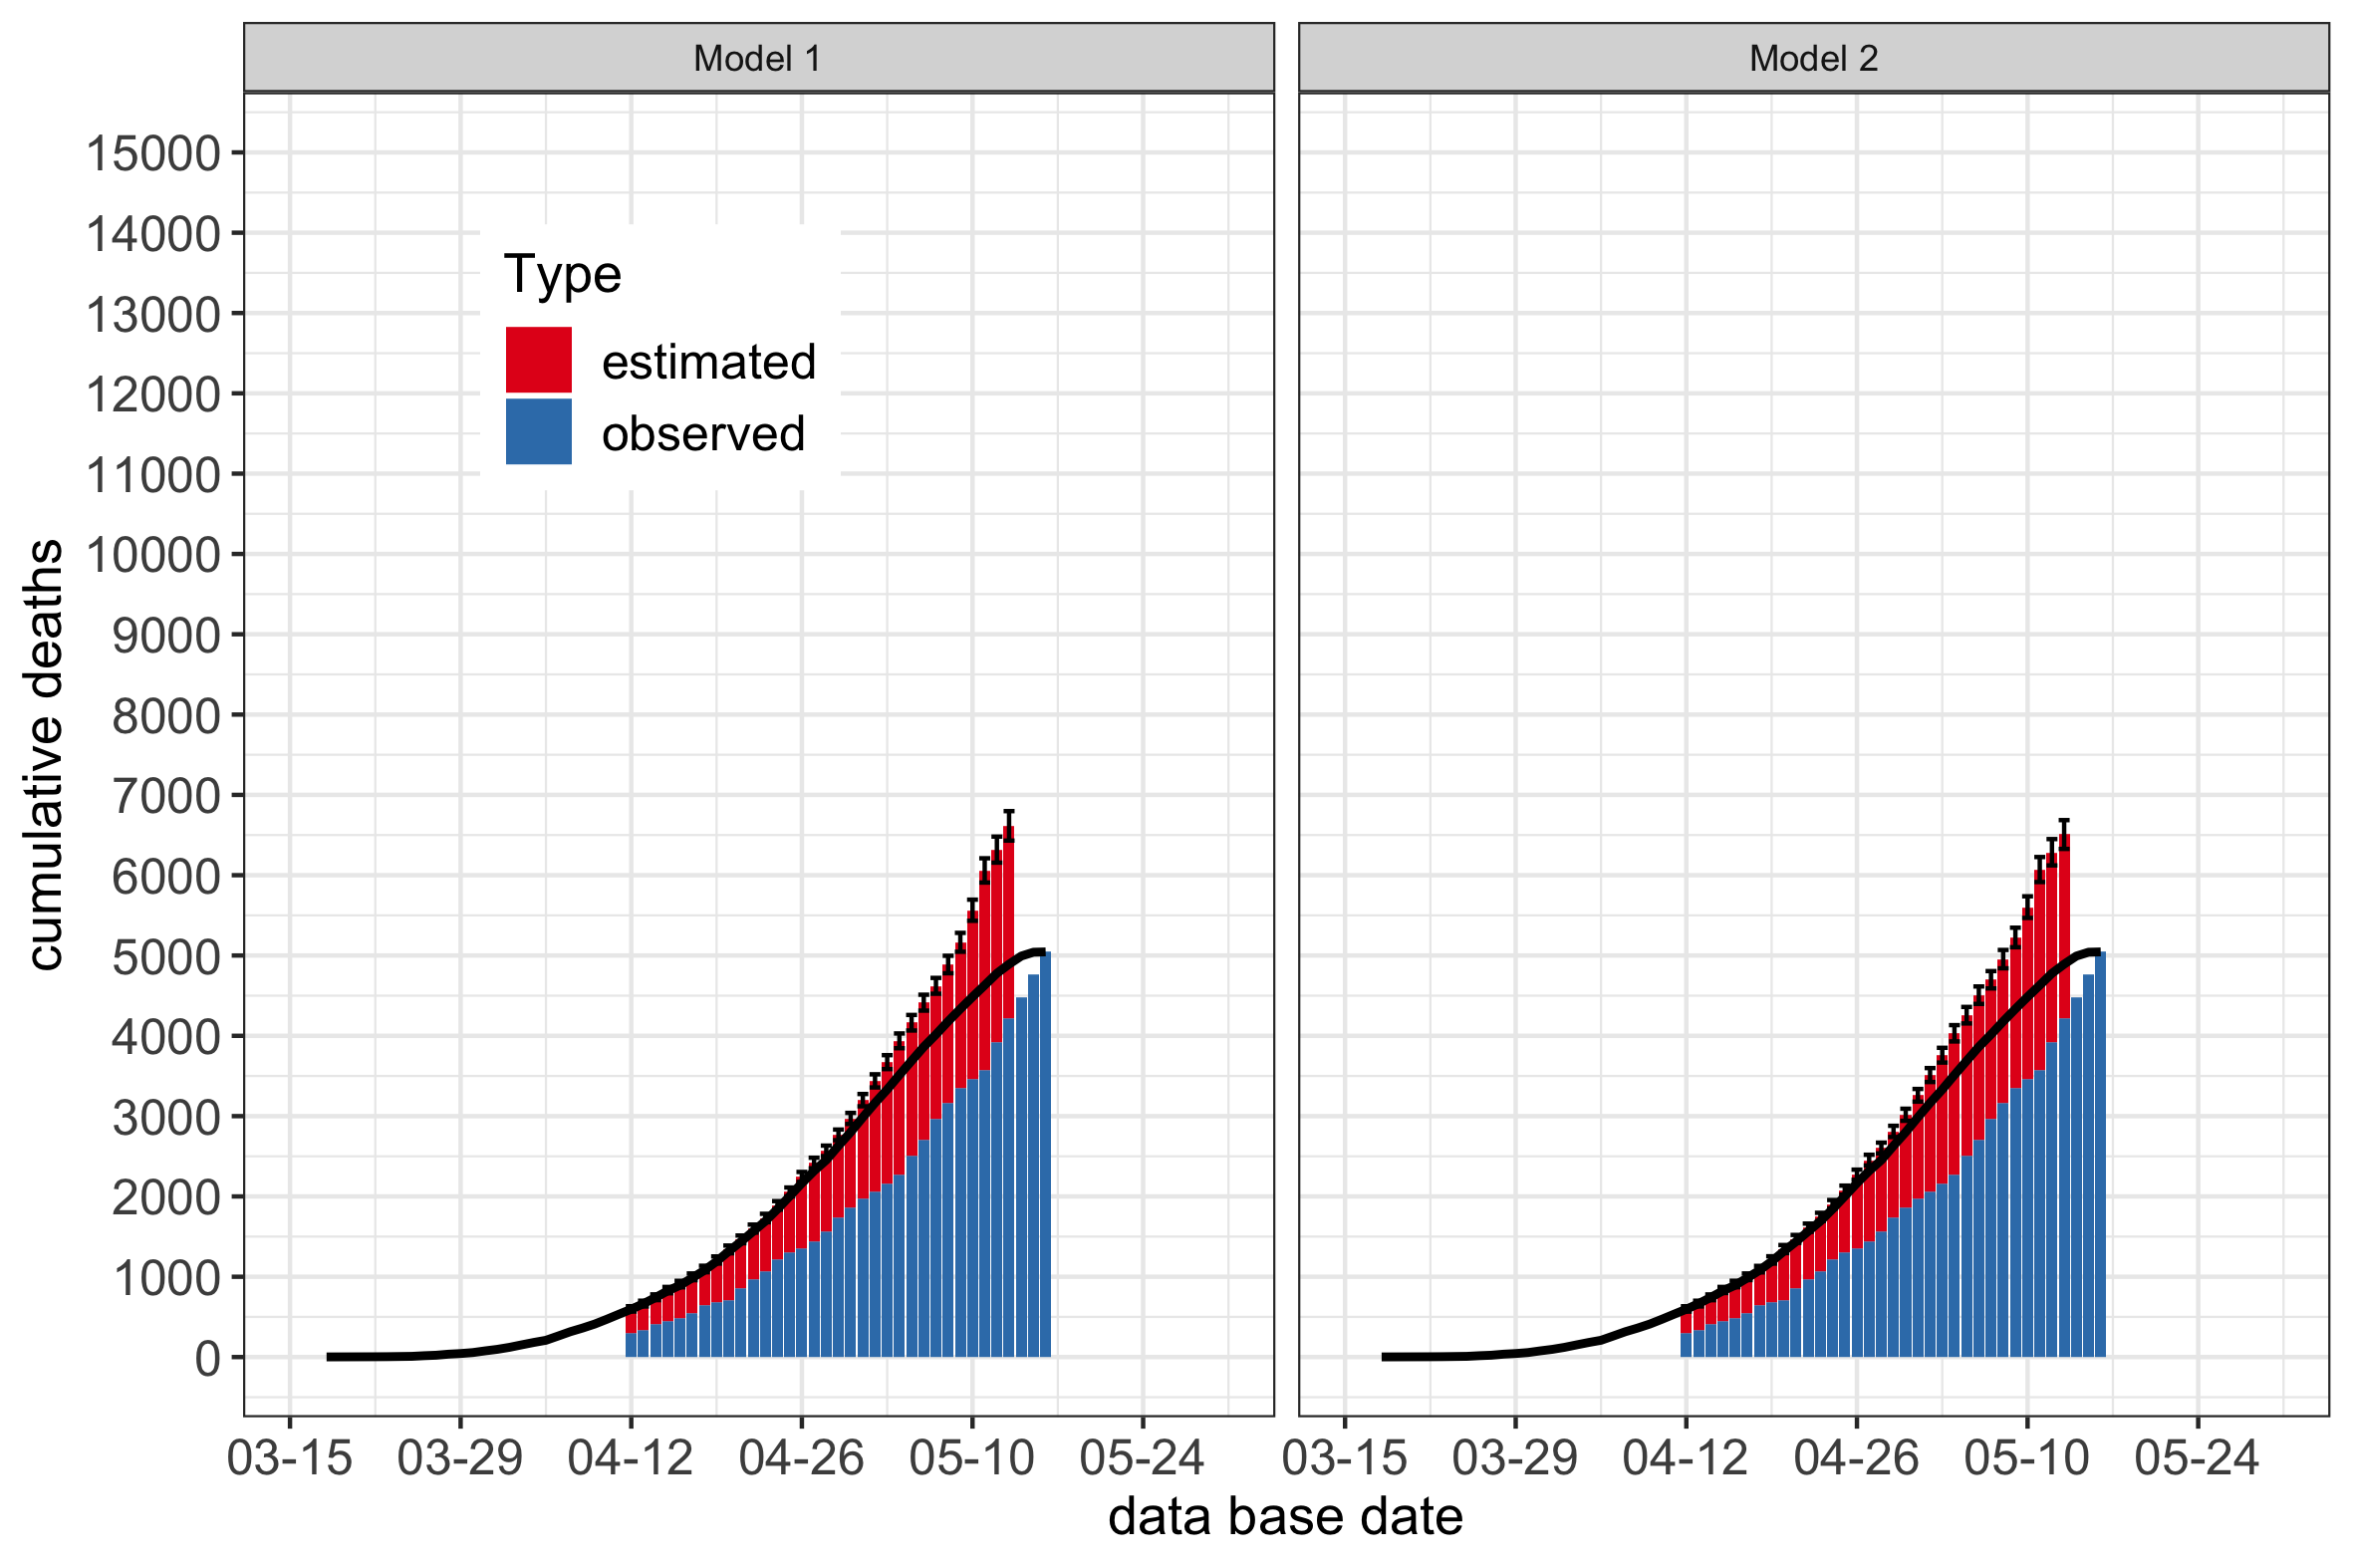 Model 1
Model 2
15000
14000
13000
12000
11000
10000
9000
8000
7000
6000
5000
4000
3000
2000
1000
0
cumulative deaths
Type
estimated
observed
03-15 03-29 04-12 04-26 05-10 05-24
03-15 03-29 04-12 04-26 05-10 05-24
data base date